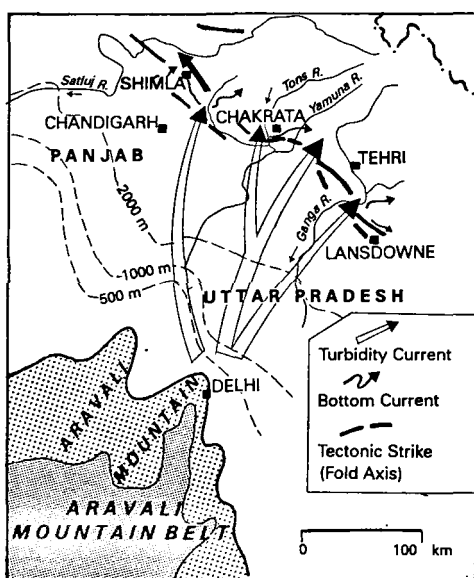 Satluj R.
SHIMLA
CHANDIGARH
PANJAB
Tons R.
Yamuna R.
CHAKRATA
TEHRI
Ganga R.
LANSDOWNE
2000 m
1000 m
500 m
UTTAR PRADESH
DELHI
ARAVALI
MOUNTAIN
ARAVALI
MOUNTAIN BELT
Turbidity Current
Bottom Current
Tectonic Strike
(Fold Axis)
0 100 km